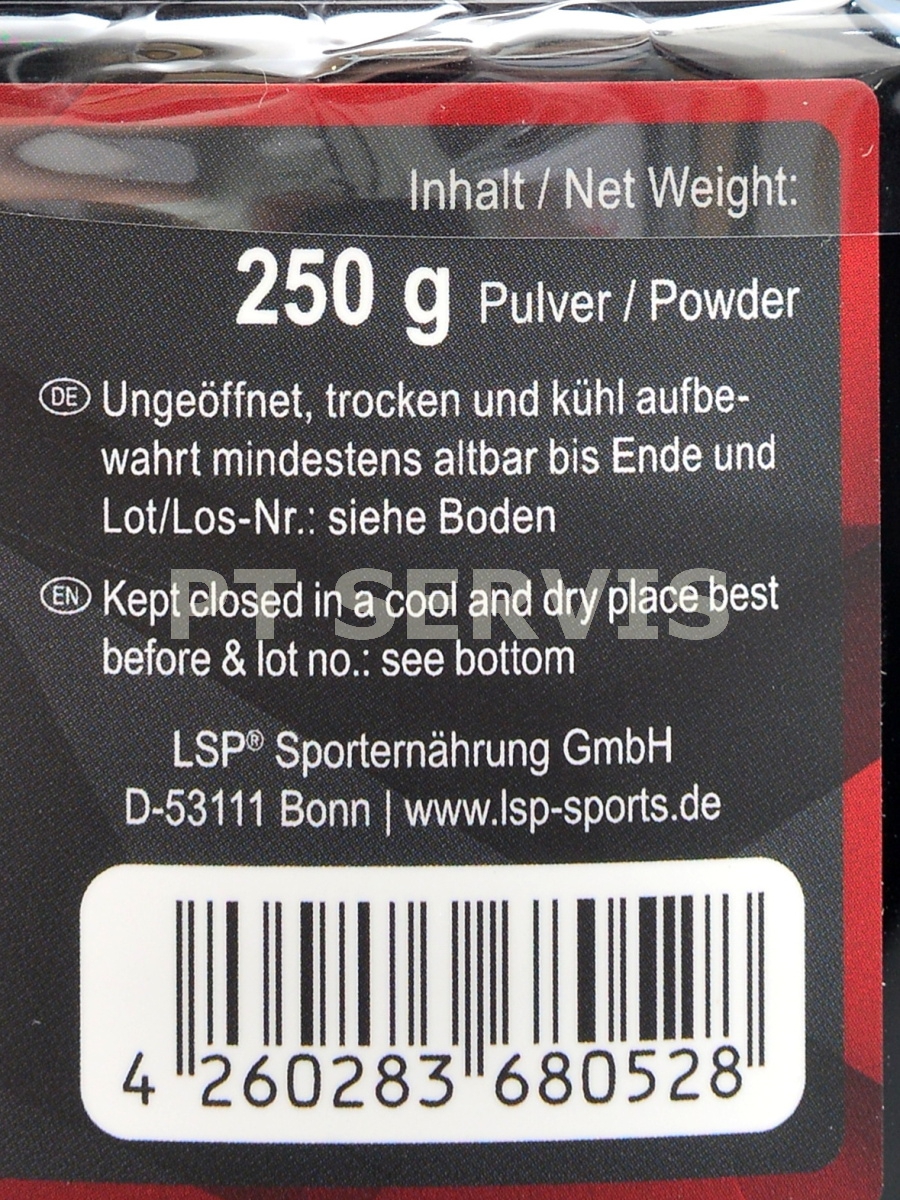 Inhalt / Net Weight:
250 g Pulver / Powder
DE Ungeöffnet, trocken und kühl aufbe-
wahrt mindestens altbar bis Ende und
Lot/Los-Nr.: siehe Boden
EN Kept closed in a cool and dry place best
before & lot no.: see bottom
PT SERVIS
LSP® Sporternährung GmbH
D-53111 Bonn | www.lsp-sports.de
4 260283 680528